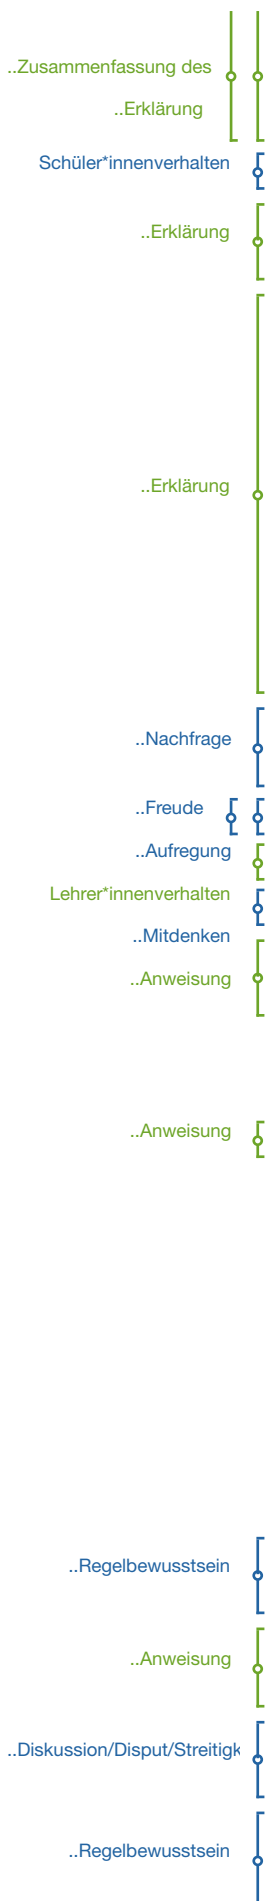 ..Zusammenfassung des
..Erklärung
Schüler*innenverhalten
..Erklärung
..Erklärung
..Nachfrage
..Freude
..Aufregung
Lehrer*innenverhalten
..Mitdenken
..Anweisung
..Anweisung
..Regelbewusstsein
..Anweisung
..Diskussion/Disput/Streitigk
..Regelbewusstsein